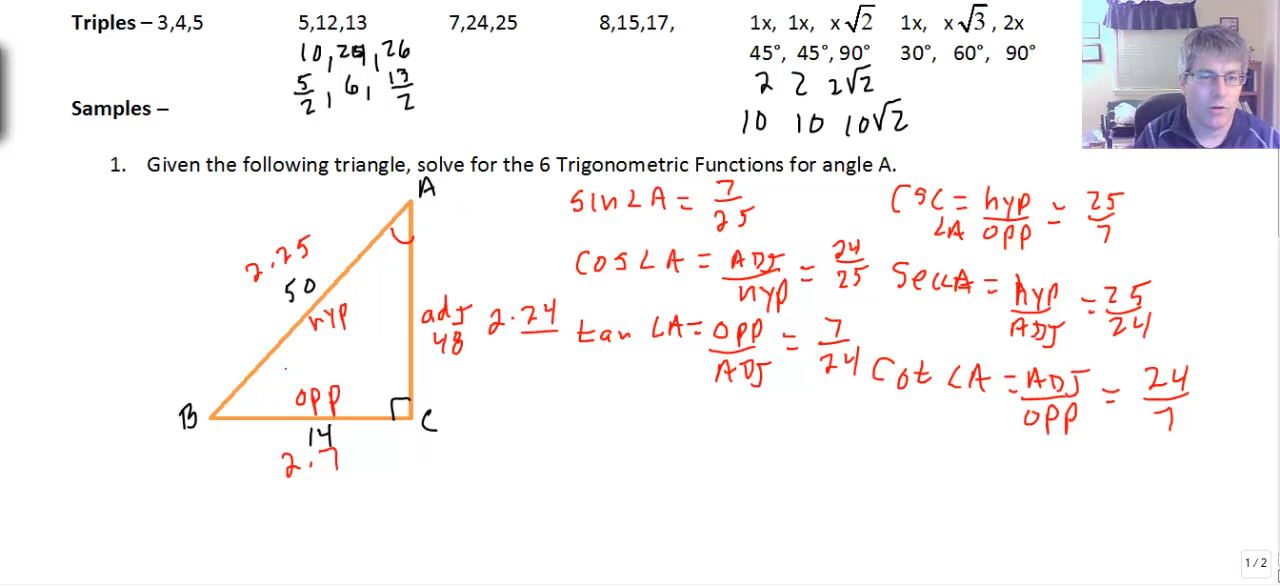 Triples – 3,4,5 5,12,13 7,24,25 8,15,17, 1x, 1x, x√2 1x, x√3, 2x
45°, 45°, 90° 30°, 60°, 90°
10, 24, 26
5/2, 6, 13/2
2 2 2√2
10 10 10√2
Samples –
1. Given the following triangle, solve for the 6 Trigonometric Functions for angle A.
A
2.25
50
hyp
adj
48
2.24
B
opp
C
14
2.7
sin∠A = 7/25
cos∠A = ADJ/hyp = 24/25
tan ∠A = OPP/ADJ = 7/24
Csc ∠A = hyp/opp = 25/7
Sec∠A = hyp/ADJ = 25/24
Cot ∠A = ADJ/OPP = 24/7
1/2